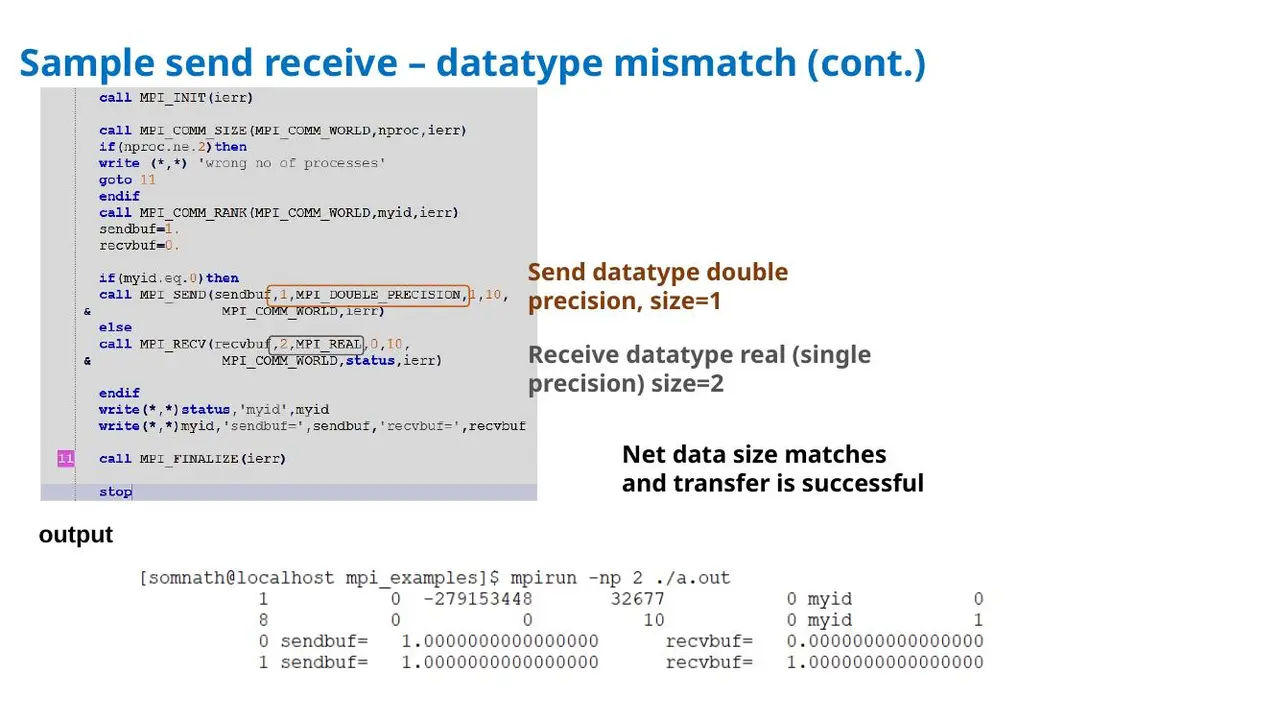 Sample send receive – datatype mismatch (cont.)
call MPI_INIT(ierr)
call MPI_COMM_SIZE(MPI_COMM_WORLD,nproc,ierr)
if(nproc.ne.2)then
write (*,*) 'wrong no of processes'
goto 11
endif
call MPI_COMM_RANK(MPI_COMM_WORLD,myid,ierr)
sendbuf=1.
recvbuf=0.
if(myid.eq.0)then
call MPI_SEND(sendbuf,1,MPI_DOUBLE_PRECISION,1,10,
& MPI_COMM_WORLD,ierr)
else
call MPI_RECV(recvbuf,2,MPI_REAL,0,10,
& MPI_COMM_WORLD,status,ierr)
endif
write(*,*)status,'myid',myid
write(*,*)myid,'sendbuf=',sendbuf,'recvbuf=',recvbuf
11 call MPI_FINALIZE(ierr)
stop
Send datatype double
precision, size=1
Receive datatype real (single
precision) size=2
Net data size matches
and transfer is successful
output
[somnath@localhost mpi_examples]$ mpirun -np 2 ./a.out
1 0 -279153448 32677 0 myid 0
8 0 0 10 0 myid 1
0 sendbuf= 1.0000000000000000 recvbuf= 0.0000000000000000
1 sendbuf= 1.0000000000000000 recvbuf= 1.0000000000000000